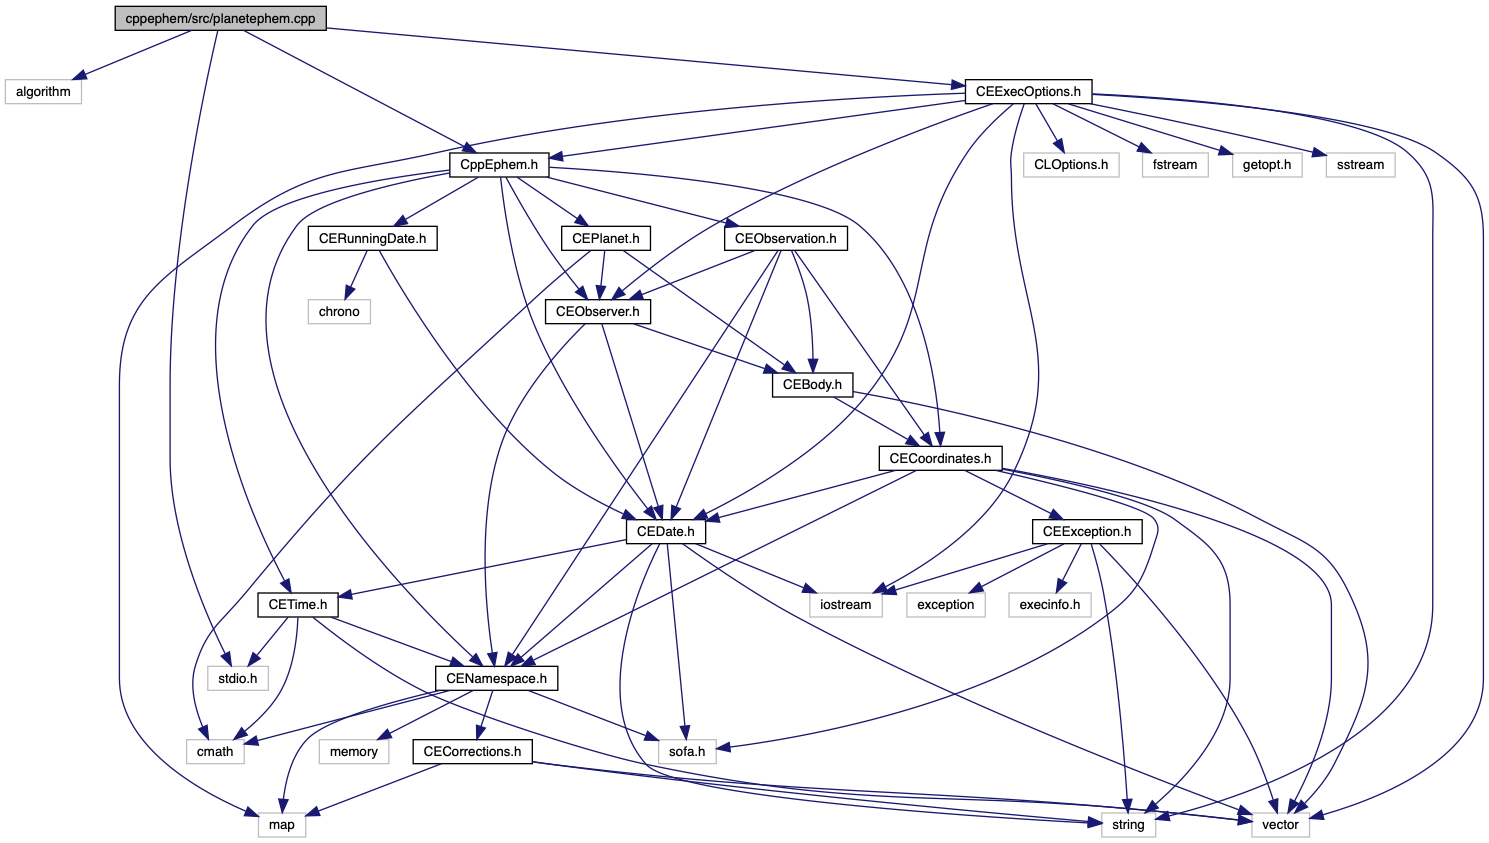 cppephem/src/planetephem.cpp
algorithm
CEExecOptions.h
CppEphem.h
CLOptions.h
fstream
getopt.h
sstream
CERunningDate.h
CEPlanet.h
CEObservation.h
chrono
CEObserver.h
CEBody.h
CECoordinates.h
CEDate.h
CEException.h
CETime.h
iostream
exception
execinfo.h
stdio.h
CENamespace.h
cmath
memory
CECorrections.h
sofa.h
map
string
vector